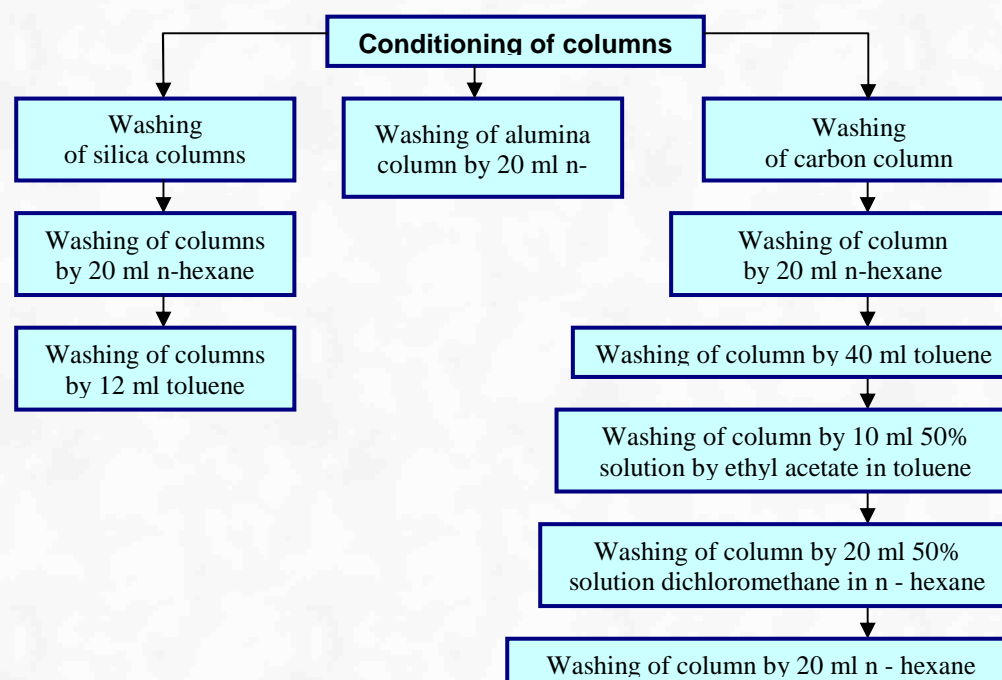 Conditioning of columns
Washing
of silica columns
Washing of columns
by 20 ml n-hexane
Washing of columns
by 12 ml toluene
Washing of alumina
column by 20 ml n-
Washing
of carbon column
Washing of column
by 20 ml n-hexane
Washing of column by 40 ml toluene
Washing of column by 10 ml 50%
solution by ethyl acetate in toluene
Washing of column by 20 ml 50%
solution dichloromethane in n - hexane
Washing of column by 20 ml n - hexane